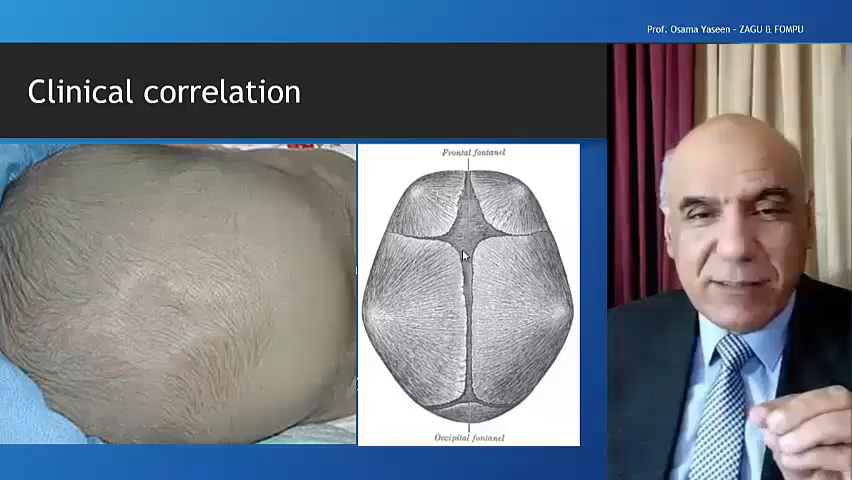 Prof. Osama Yaseen - ZAGU & FOMPU
Clinical correlation
Frontal fontanel
Occipital fontanel